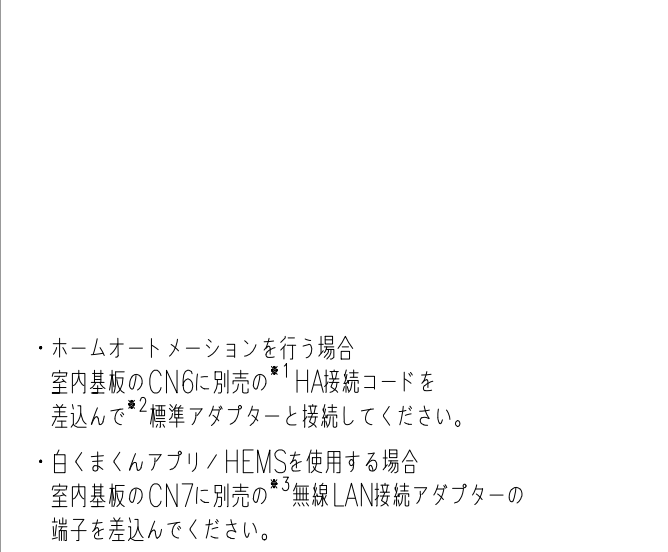 ・ホームオートメーションを行う場合
室内基板のCN6に別売の※1HA接続コードを
差込んで※2標準アダプターと接続してください。
・白くまくんアプリ/HEMSを使用する場合
室内基板のCN7に別売の※3無線LAN接続アダプターの
端子を差込んでください。